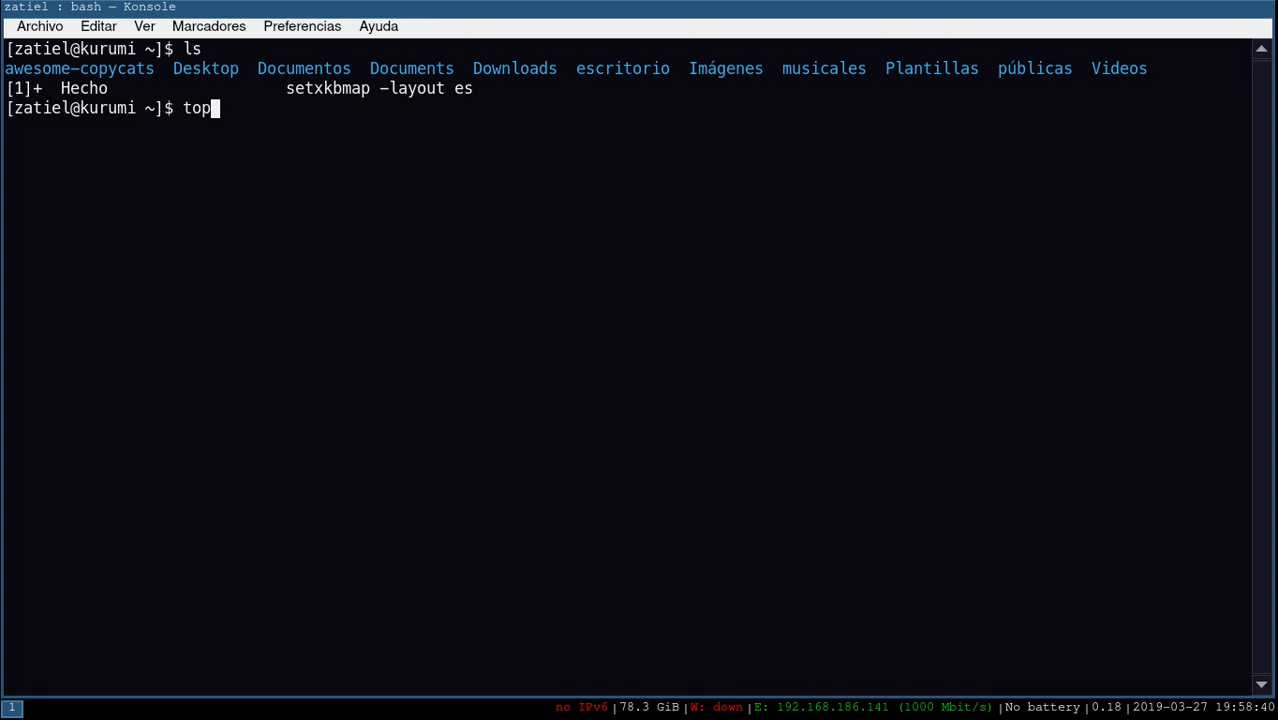 zatiel : bash — Konsole
Archivo Editar Ver Marcadores Preferencias Ayuda
[zatiel@kurumi ~]$ ls
awesome-copycats Desktop Documentos Documents Downloads escritorio Imágenes musicales Plantillas públicas Videos
[1]+ Hecho setxkbmap -layout es
[zatiel@kurumi ~]$ top
1 no IPv6|78.3 GiB|W: down|E: 192.168.186.141 (1000 Mbit/s)|No battery|0.18|2019-03-27 19:58:40